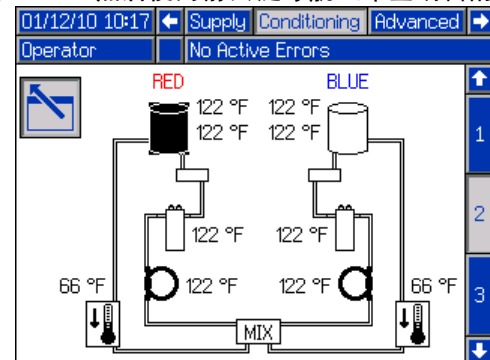 01/12/10 10:17 Supply Conditioning Advanced
Operator No Active Errors
RED BLUE
122 °F 122 °F
122 °F 122 °F
1
122 °F 122 °F
2
66 °F 122 °F 122 °F 66 °F
3
MIX